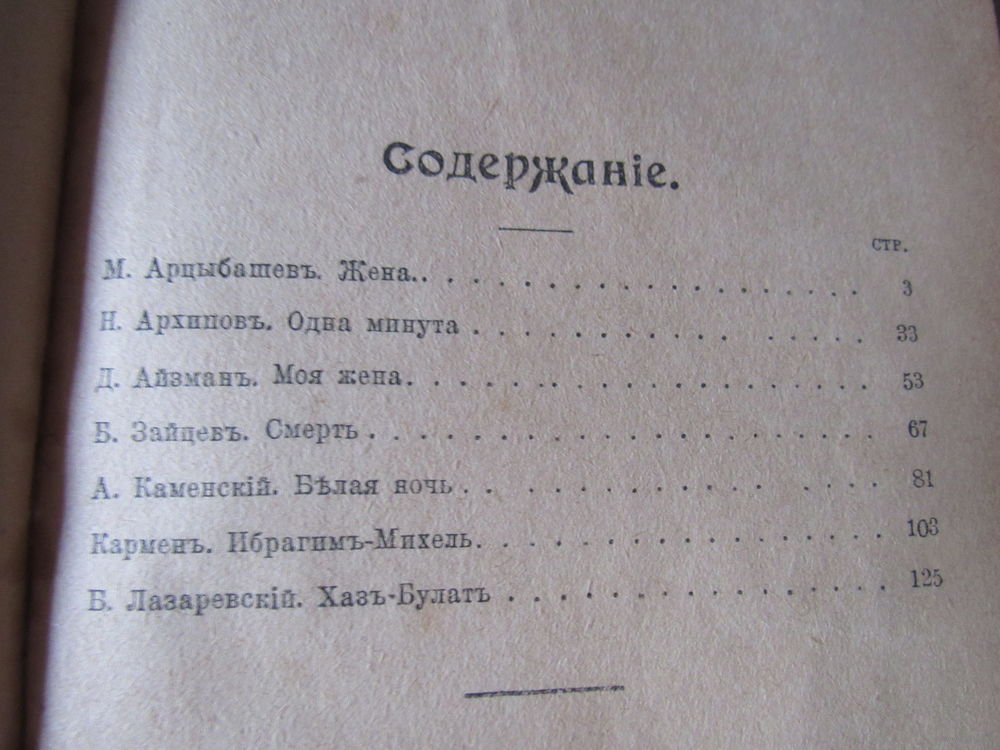 Содержаніе.
СТР.
М. Арцыбашевъ. Жена.. . . . . . . . . . . . . . . . . . 3
Н. Архиповъ. Одна минута . . . . . . . . . . . . . . . 33
Д. Айзманъ. Моя жена. . . . . . . . . . . . . . . . . . . 53
Б. Зайцевъ. Смерть . . . . . . . . . . . . . . . . . . . . 67
А. Каменскій. Бѣлая ночь . . . . . . . . . . . . . . . 81
Карменъ. Ибрагимъ-Михель. . . . . . . . . . . . . . . . 103
Б. Лазаревскій. Хазъ-Булатъ . . . . . . . . . . . . . . . 125